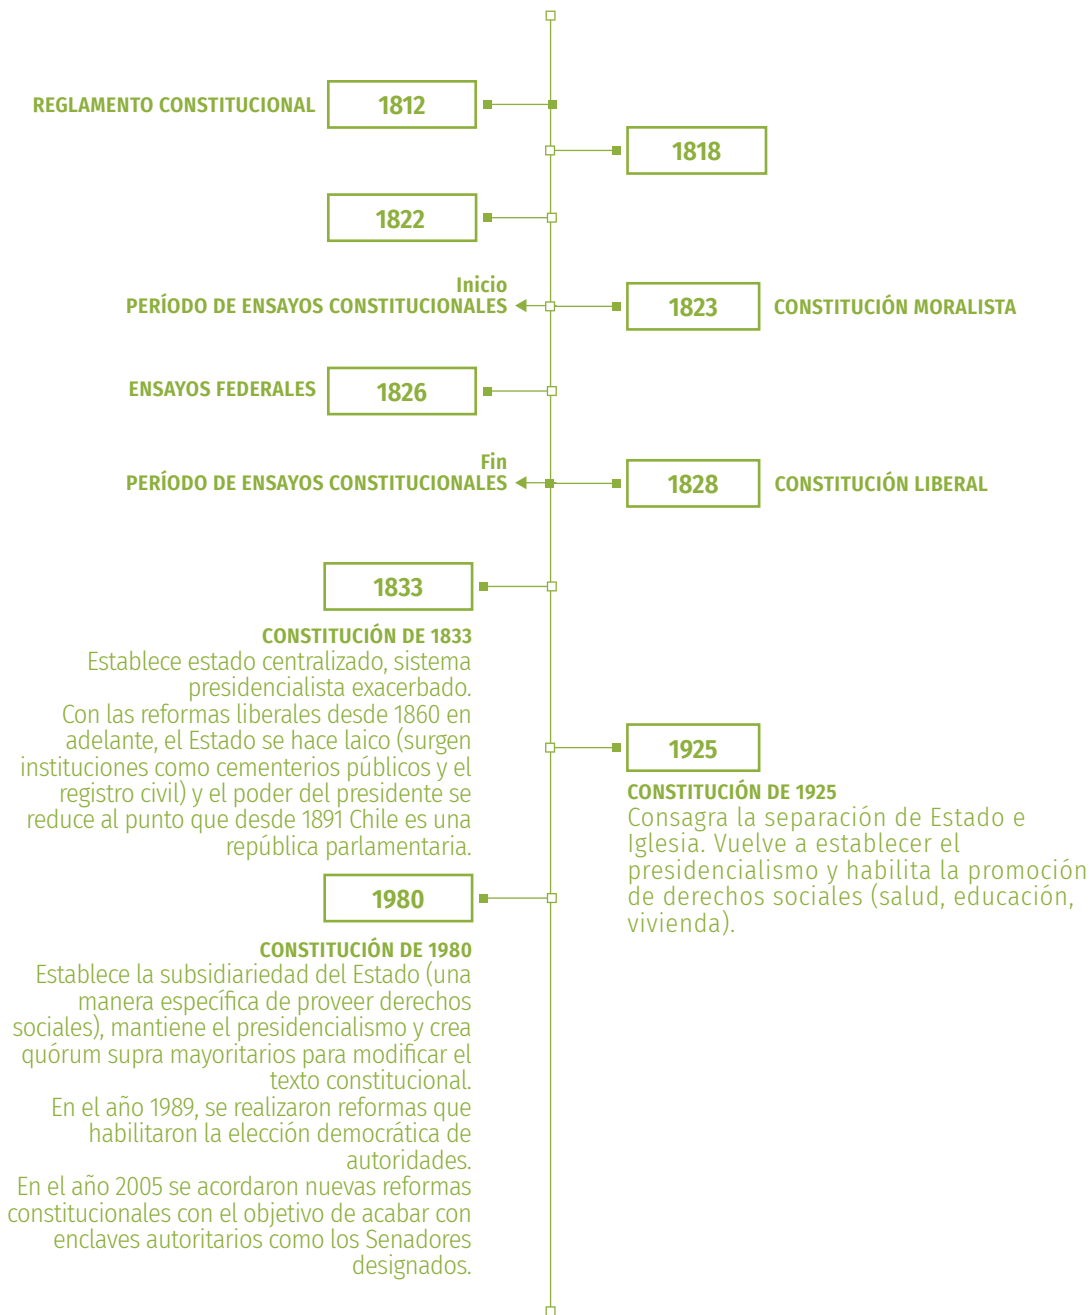 REGLAMENTO CONSTITUCIONAL
1812
1818
1822
Inicio
PERÍODO DE ENSAYOS CONSTITUCIONALES
1823
CONSTITUCIÓN MORALISTA
ENSAYOS FEDERALES
1826
Fin
PERÍODO DE ENSAYOS CONSTITUCIONALES
1828
CONSTITUCIÓN LIBERAL
1833
CONSTITUCIÓN DE 1833
Establece estado centralizado, sistema
presidencialista exacerbado.
Con las reformas liberales desde 1860 en
adelante, el Estado se hace laico (surgen
instituciones como cementerios públicos y el
registro civil) y el poder del presidente se
reduce al punto que desde 1891 Chile es una
república parlamentaria.
1925
CONSTITUCIÓN DE 1925
Consagra la separación de Estado e
Iglesia. Vuelve a establecer el
presidencialismo y habilita la promoción
de derechos sociales (salud, educación,
vivienda).
1980
CONSTITUCIÓN DE 1980
Establece la subsidiariedad del Estado (una
manera específica de proveer derechos
sociales), mantiene el presidencialismo y crea
quórum supra mayoritarios para modificar el
texto constitucional.
En el año 1989, se realizaron reformas que
habilitaron la elección democrática de
autoridades.
En el año 2005 se acordaron nuevas reformas
constitucionales con el objetivo de acabar con
enclaves autoritarios como los Senadores
designados.